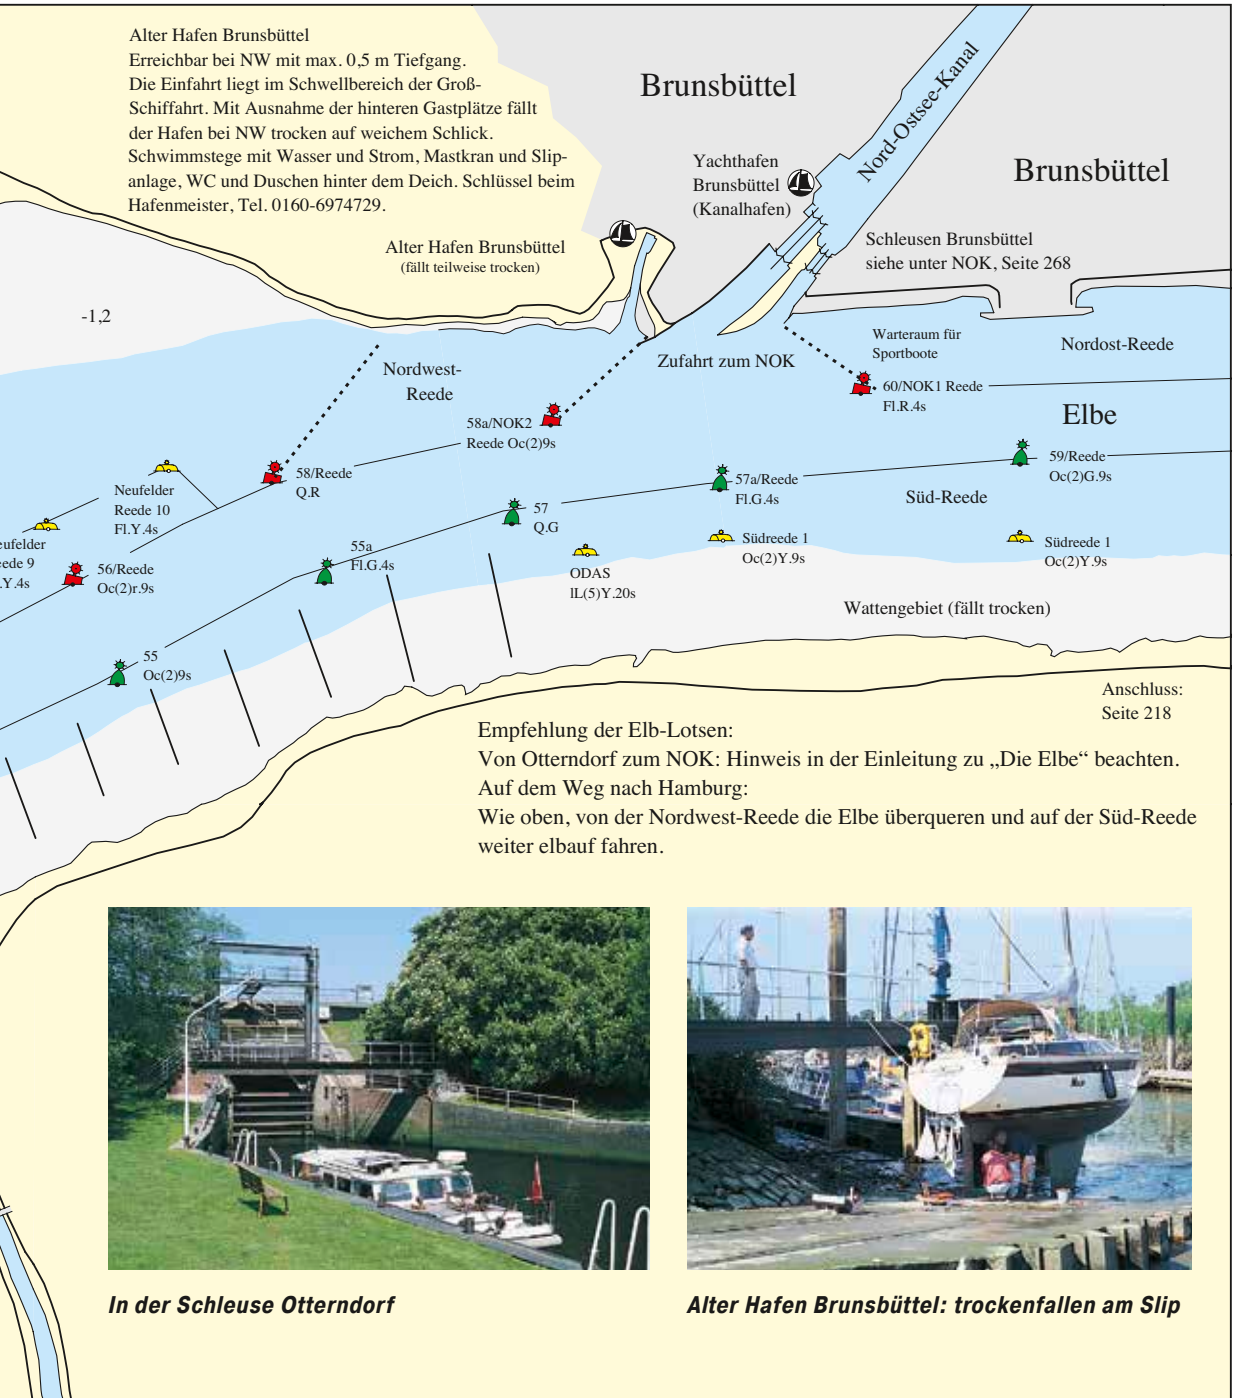 Alter Hafen Brunsbüttel
Erreichbar bei NW mit max. 0,5 m Tiefgang.
Die Einfahrt liegt im Schwellbereich der Groß-
Schiffahrt. Mit Ausnahme der hinteren Gastplätze fällt
der Hafen bei NW trocken auf weichem Schlick.
Schwimmstege mit Wasser und Strom, Mastkran und Slip-
anlage, WC und Duschen hinter dem Deich. Schlüssel beim
Hafenmeister, Tel. 0160-6974729.
Brunsbüttel
Nord-Ostsee-Kanal
Brunsbüttel
Yachthafen
Brunsbüttel
(Kanalhafen)
Alter Hafen Brunsbüttel
(fällt teilweise trocken)
Schleusen Brunsbüttel
siehe unter NOK, Seite 268
-1,2
Nordwest-
Reede
Zufahrt zum NOK
Warteraum für
Sportboote
Nordost-Reede
60/NOK1 Reede
Fl.R.4s
Elbe
58a/NOK2
Reede Oc(2)9s
58/Reede
Q.R
Neufelder
Reede 10
Fl.Y.4s
eufelder
ede 9
.Y.4s
56/Reede
Oc(2)r.9s
55a
Fl.G.4s
57
Q.G
57a/Reede
Fl.G.4s
Süd-Reede
59/Reede
Oc(2)G.9s
ODAS
lL(5)Y.20s
Südreede 1
Oc(2)Y.9s
Südreede 1
Oc(2)Y.9s
Wattengebiet (fällt trocken)
55
Oc(2)9s
Anschluss:
Seite 218
Empfehlung der Elb-Lotsen:
Von Otterndorf zum NOK: Hinweis in der Einleitung zu „Die Elbe“ beachten.
Auf dem Weg nach Hamburg:
Wie oben, von der Nordwest-Reede die Elbe überqueren und auf der Süd-Reede
weiter elbauf fahren.
In der Schleuse Otterndorf
Alter Hafen Brunsbüttel: trockenfallen am Slip